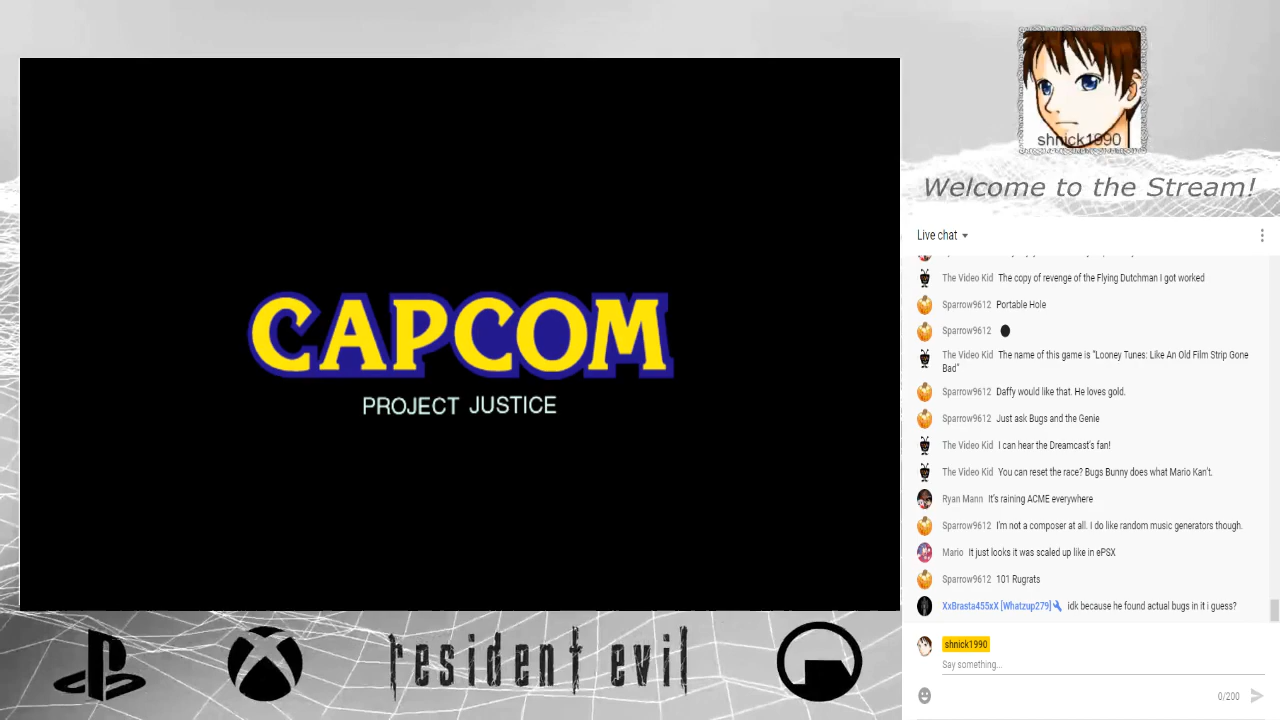 shnick1990
Welcome to the Stream!
Live chat
The Video Kid The copy of revenge of the Flying Dutchman I got worked
Sparrow9612 Portable Hole
Sparrow9612
The Video Kid The name of this game is "Looney Tunes: Like An Old Film Strip Gone
Bad"
Sparrow9612 Daffy would like that. He loves gold.
Sparrow9612 Just ask Bugs and the Genie
The Video Kid I can hear the Dreamcast's fan!
The Video Kid You can reset the race? Bugs Bunny does what Mario Kan't.
Ryan Mann It's raining ACME everywhere
Sparrow9612 I'm not a composer at all. I do like random music generators though.
Mario It just looks it was scaled up like in ePSX
Sparrow9612 101 Rugrats
XxBrasta455xX [Whatzup279] idk because he found actual bugs in it i guess?
shnick1990
Say something...
0/200
CAPCOM
PROJECT JUSTICE
resident evil